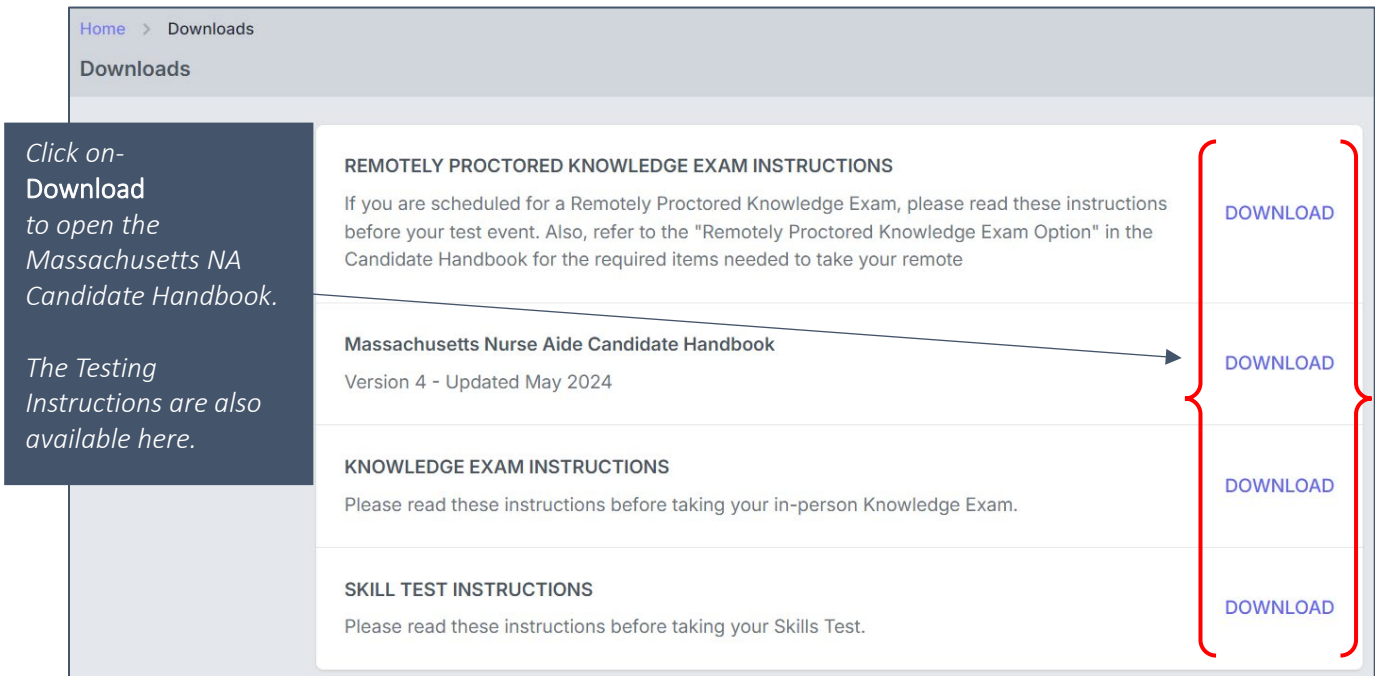 Home > Downloads
Downloads
Click on-
Download
to open the
Massachusetts NA
Candidate Handbook.
The Testing
Instructions are also
available here.
REMOTELY PROCTORED KNOWLEDGE EXAM INSTRUCTIONS
If you are scheduled for a Remotely Proctored Knowledge Exam, please read these instructions
before your test event. Also, refer to the "Remotely Proctored Knowledge Exam Option" in the
Candidate Handbook for the required items needed to take your remote
DOWNLOAD
Massachusetts Nurse Aide Candidate Handbook
Version 4 - Updated May 2024
DOWNLOAD
KNOWLEDGE EXAM INSTRUCTIONS
Please read these instructions before taking your in-person Knowledge Exam.
DOWNLOAD
SKILL TEST INSTRUCTIONS
Please read these instructions before taking your Skills Test.
DOWNLOAD